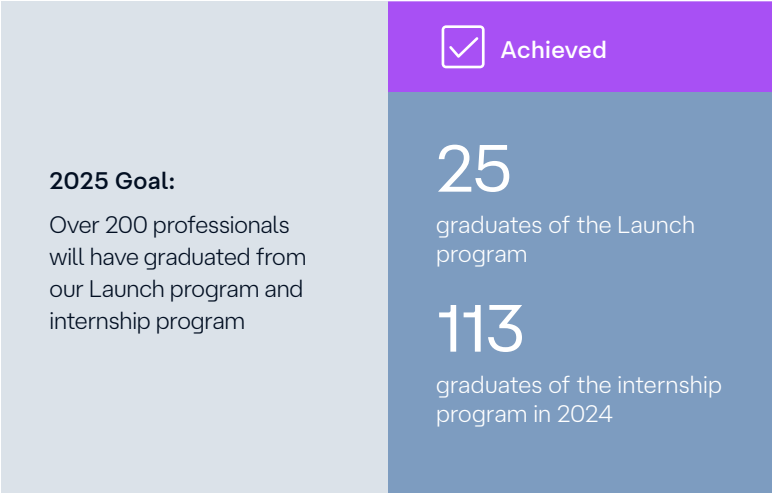 2025 Goal:
Over 200 professionals
will have graduated from
our Launch program and
internship program
Achieved
25
graduates of the Launch
program
113
graduates of the internship
program in 2024